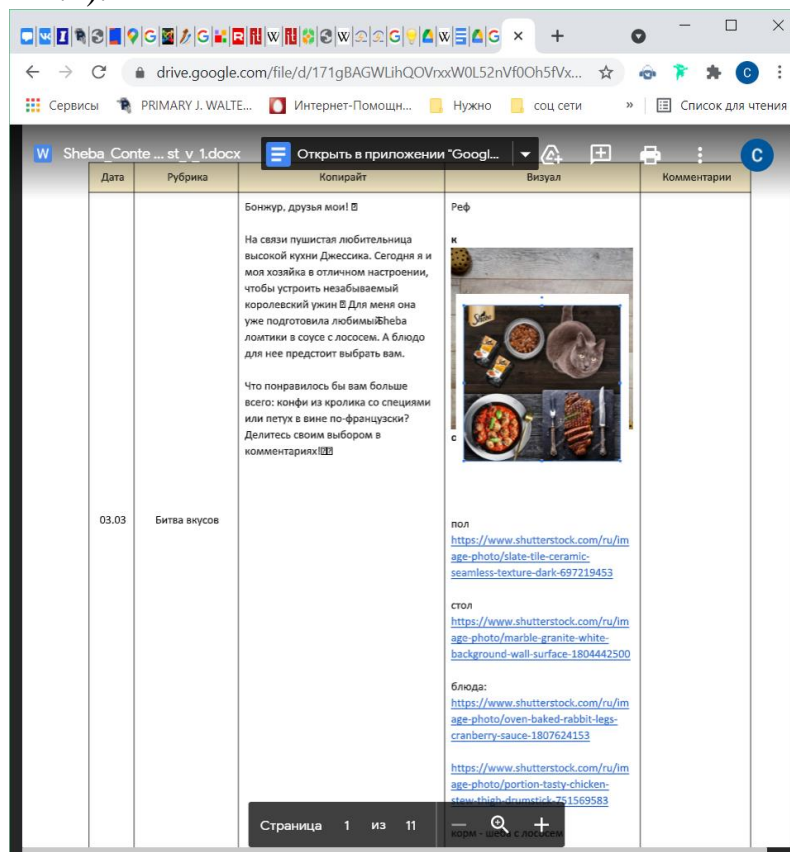 drive.google.com/file/d/171gBAGWLihQOVrxxW0L52nVf0Oh5fVx...
Сервисы
PRIMARY J. WALTE...
Интернет-Помощн...
Нужно
соц сети
»
Список для чтения
W Sheba_Conte ... st_v_1.docx
Открыть в приложении "Googl...
C
Дата
Рубрика
Копирайт
Визуал
Комментарии
03.03
Битва вкусов
Бонжур, друзья мои!
На связи пушистая любительница
высокой кухни Джессика. Сегодня я и
моя хозяйка в отличном настроении,
чтобы устроить незабываемый
королевский ужин Для меня она
уже подготовила любимый Sheba
ломтики в соусе с лососем. А блюдо
для нее предстоит выбрать вам.
Что понравилось бы вам больше
всего: конфи из кролика со специями
или петух в вине по-французски?
Делитесь своим выбором в
комментариях!
Реф
к
Sheba
с
пол
https://www.shutterstock.com/ru/im
age-photo/slate-tile-ceramic-
seamless-texture-dark-697219453
стол
https://www.shutterstock.com/ru/im
age-photo/marble-granite-white-
background-wall-surface-1804442500
блюда:
https://www.shutterstock.com/ru/im
age-photo/oven-baked-rabbit-legs-
cranberry-sauce-1807624153
https://www.shutterstock.com/ru/im
age-photo/portion-tasty-chicken-
stew-thigh-drumstick-751569583
корм - шеба с лососем
Страница 1 из 11